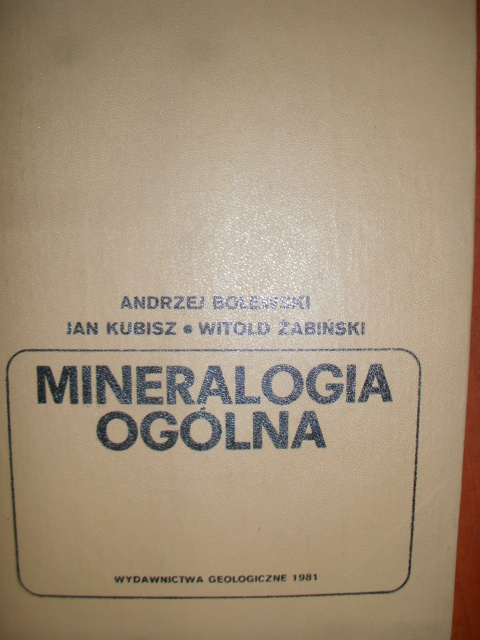 ANDRZEJ BOLEWSKI
JAN KUBISZ • WITOLD ŻABIŃSKI
MINERALOGIA
OGÓLNA
WYDAWNICTWA GEOLOGICZNE 1981